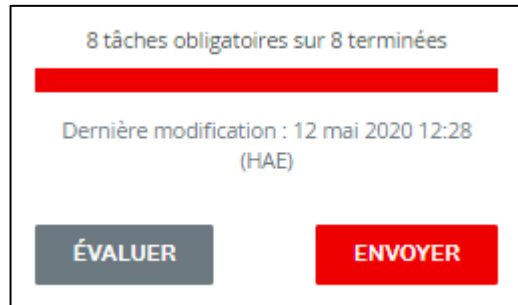 8 tâches obligatoires sur 8 terminées
Dernière modification : 12 mai 2020 12:28
(HAE)
ÉVALUER
ENVOYER